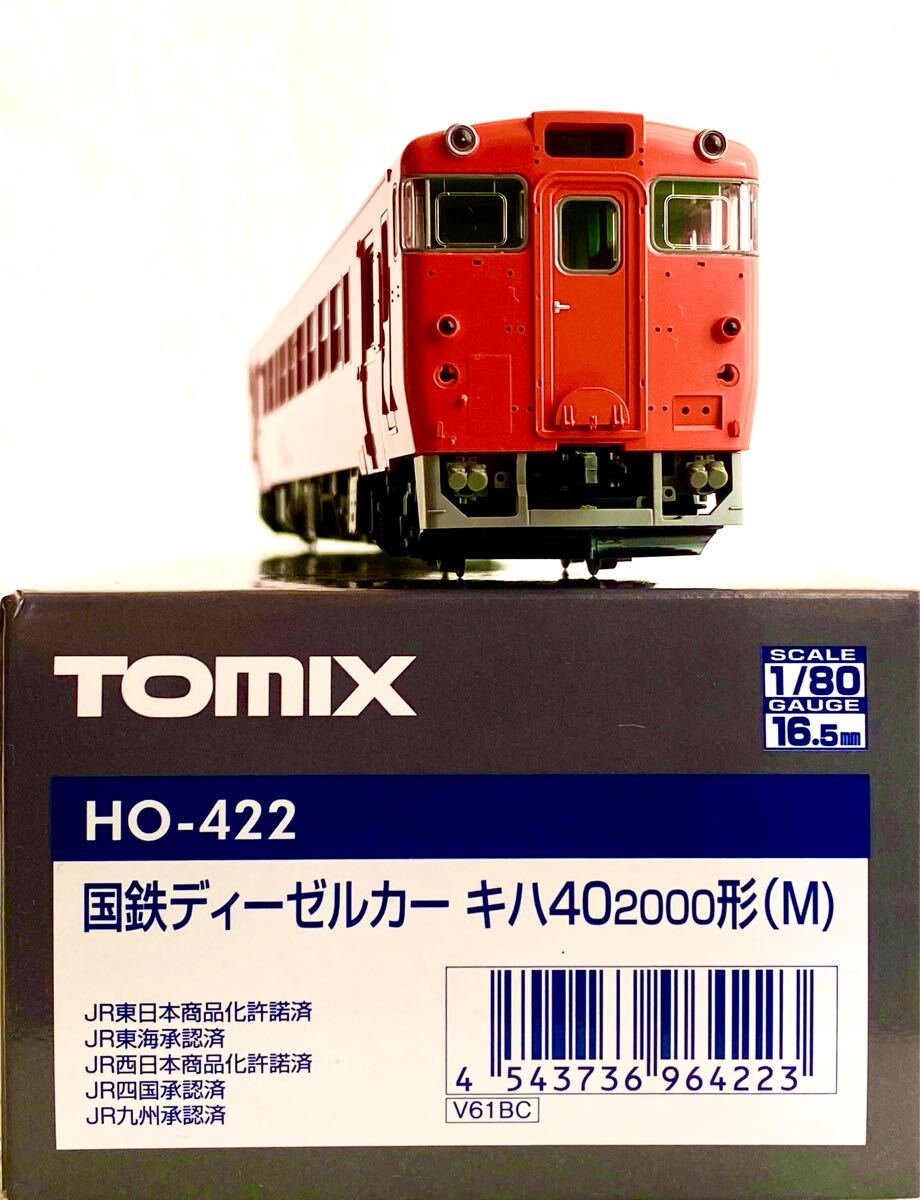 TOMIX
SCALE
1/80
GAUGE
16.5mm
HO-422
国鉄ディーゼルカー キハ402000形(M)
JR東日本商品化許諾済
JR東海承認済
JR西日本商品化許諾済
JR四国承認済
JR九州承認済
4 543736 964223
V61BC